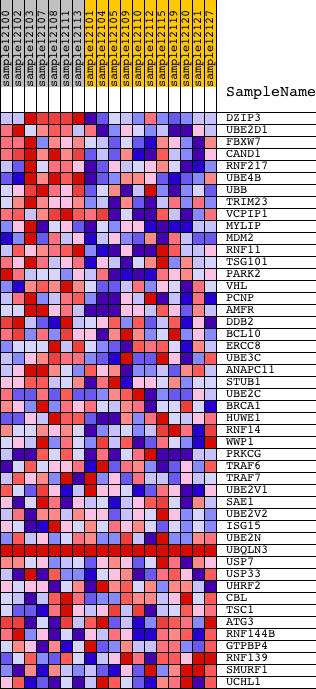 sample12100
sample12102
sample12103
sample12107
sample12108
sample12111
sample12113
sample12101
sample12104
sample12105
sample12109
sample12110
sample12112
sample12115
sample12119
sample12120
sample12121
sample12127
SampleName
DZIP3
UBE2D1
FBXW7
CAND1
RNF217
UBE4B
UBB
TRIM23
VCPIP1
MYLIP
MDM2
RNF11
TSG101
PARK2
VHL
PCNP
AMFR
DDB2
BCL10
ERCC8
UBE3C
ANAPC11
STUB1
UBE2C
BRCA1
HUWE1
RNF14
WWP1
PRKCG
TRAF6
TRAF7
UBE2V1
SAE1
UBE2V2
ISG15
UBE2N
UBQLN3
USP7
USP33
UHRF2
CBL
TSC1
ATG3
RNF144B
GTPBP4
RNF139
SMURF1
UCHL1